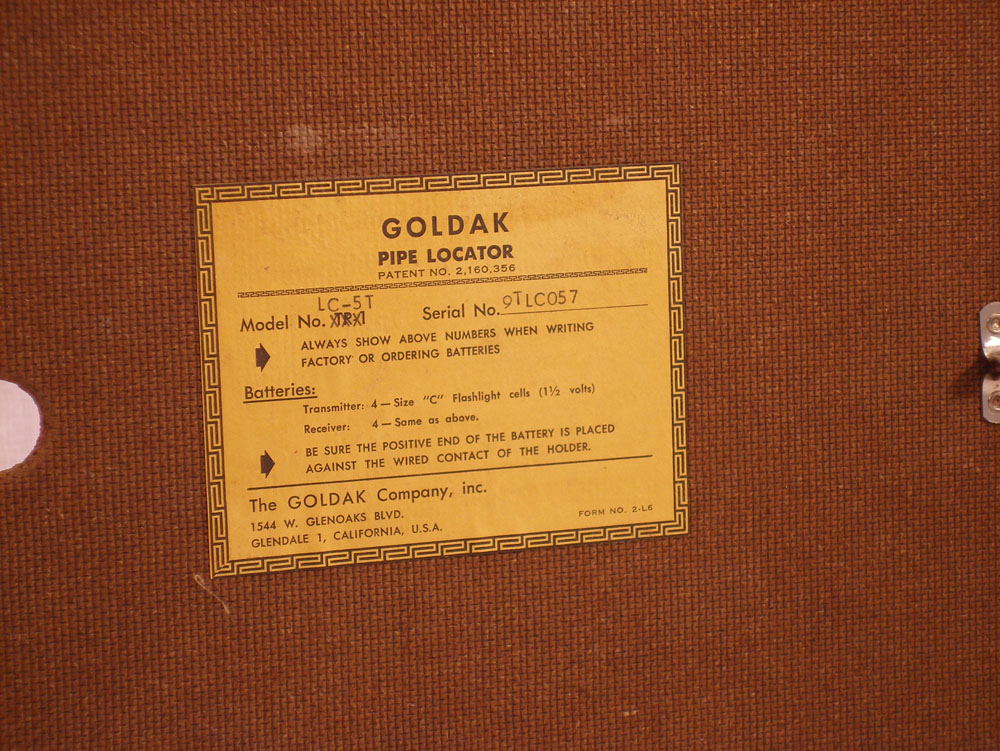 GOLDAK
PIPE LOCATOR
PATENT NO. 2,160,356
LC-5T
Model No. TR-1 Serial No. 9TLC057
ALWAYS SHOW ABOVE NUMBERS WHEN WRITING
FACTORY OR ORDERING BATTERIES
Batteries:
Transmitter: 4—Size "C" Flashlight cells (1½ volts)
Receiver: 4—Same as above.
BE SURE THE POSITIVE END OF THE BATTERY IS PLACED
AGAINST THE WIRED CONTACT OF THE HOLDER.
The GOLDAK Company, inc.
1544 W. GLENOAKS BLVD.
GLENDALE 1, CALIFORNIA, U.S.A.
FORM NO. 2-L6